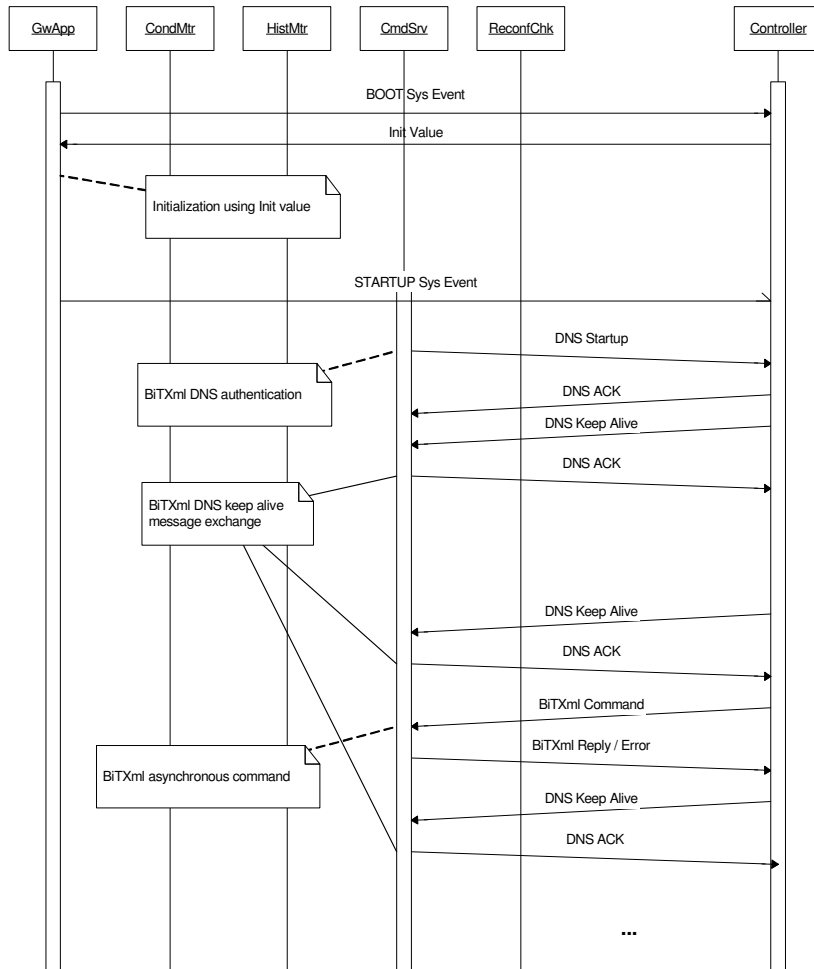 GwApp
CondMtr
HistMtr
CmdSrv
ReconfChk
Controller
BOOT Sys Event
Init Value
Initialization using Init value
STARTUP Sys Event
DNS Startup
BiTXml DNS authentication
DNS ACK
DNS Keep Alive
DNS ACK
BiTXml DNS keep alive
message exchange
DNS Keep Alive
DNS ACK
BiTXml Command
BiTXml Reply / Error
BiTXml asynchronous command
DNS Keep Alive
DNS ACK
...